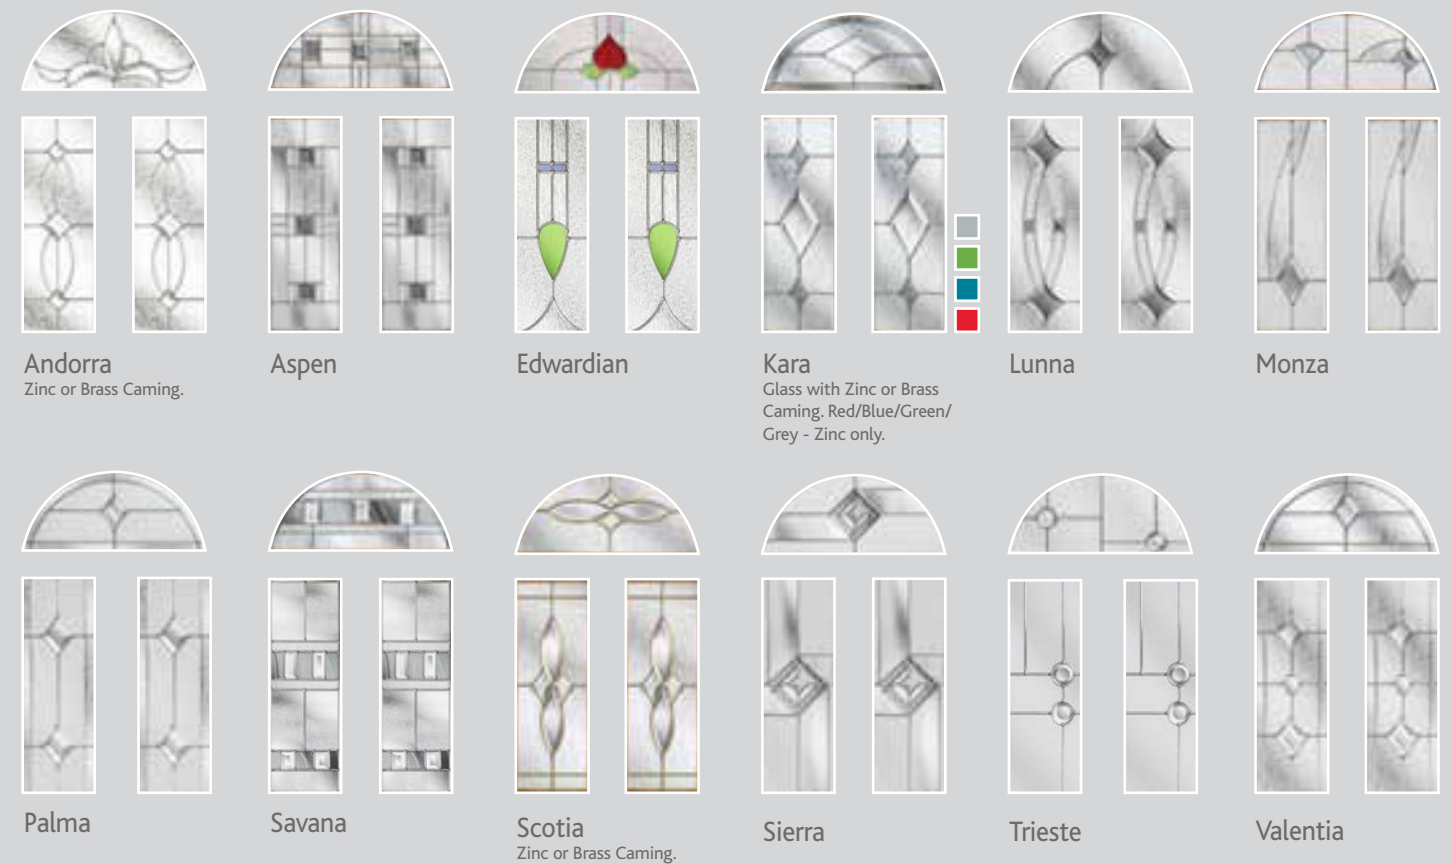 Andorra
Zinc or Brass Caming.
Aspen
Edwardian
Kara
Glass with Zinc or Brass
Caming. Red/Blue/Green/
Grey - Zinc only.
Lunna
Monza
Palma
Savana
Scotia
Zinc or Brass Caming.
Sierra
Trieste
Valentia